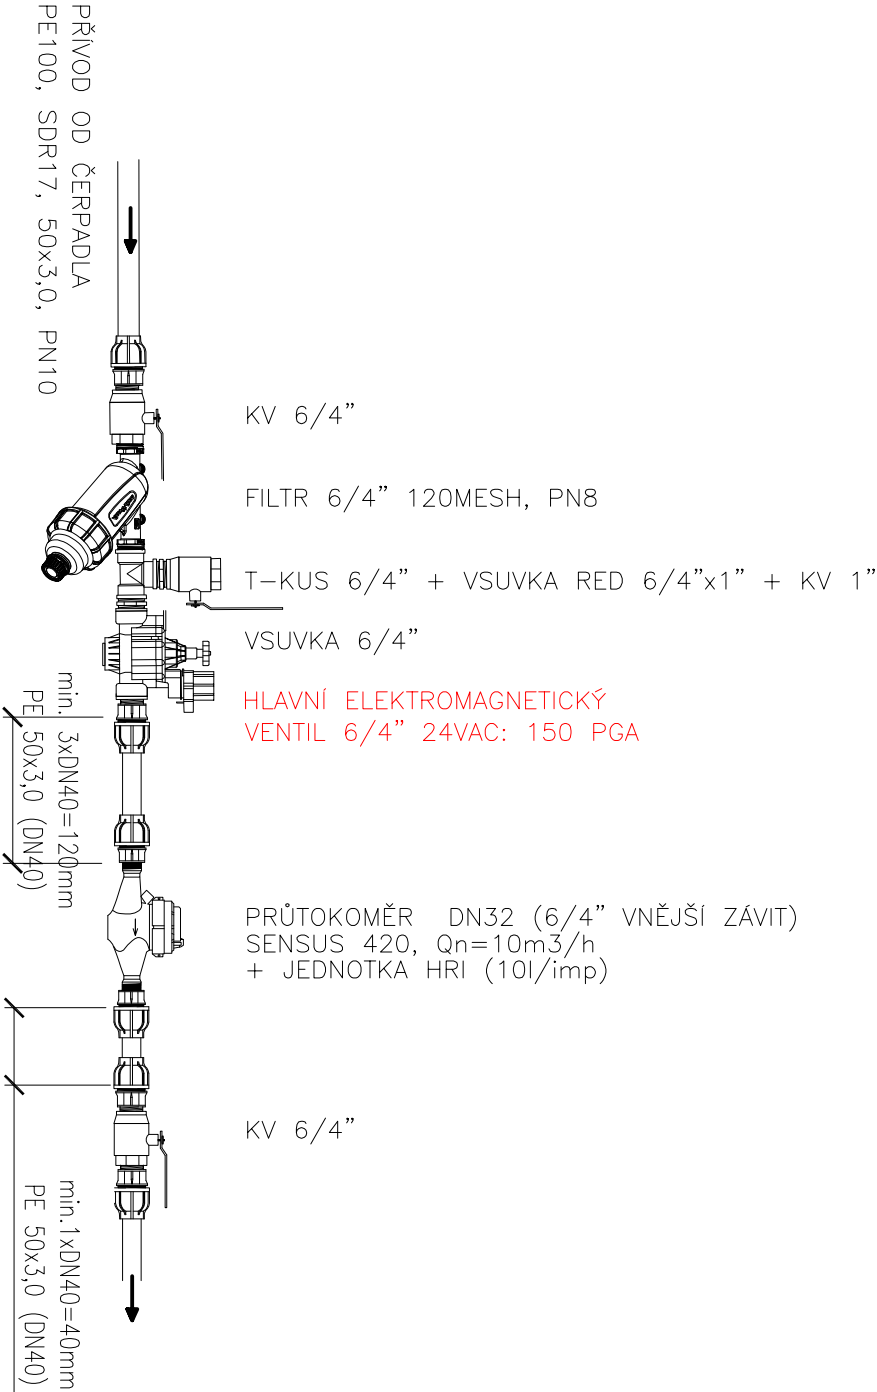 PŘÍVOD OD ČERPADLA
PE100, SDR17, 50x3,0, PN10
KV 6/4”
FILTR 6/4” 120MESH, PN8
T-KUS 6/4” + VSUVKA RED 6/4”x1” + KV 1”
VSUVKA 6/4”
HLAVNÍ ELEKTROMAGNETICKÝ
VENTIL 6/4” 24VAC: 150 PGA
min. 3xDN40=120mm
PE 50x3,0 (DN40)
PRŮTOKOMĚR DN32 (6/4” VNĚJŠÍ ZÁVIT)
SENSUS 420, Qn=10m3/h
+ JEDNOTKA HRI (10l/imp)
KV 6/4”
min.1xDN40=40mm
PE 50x3,0 (DN40)